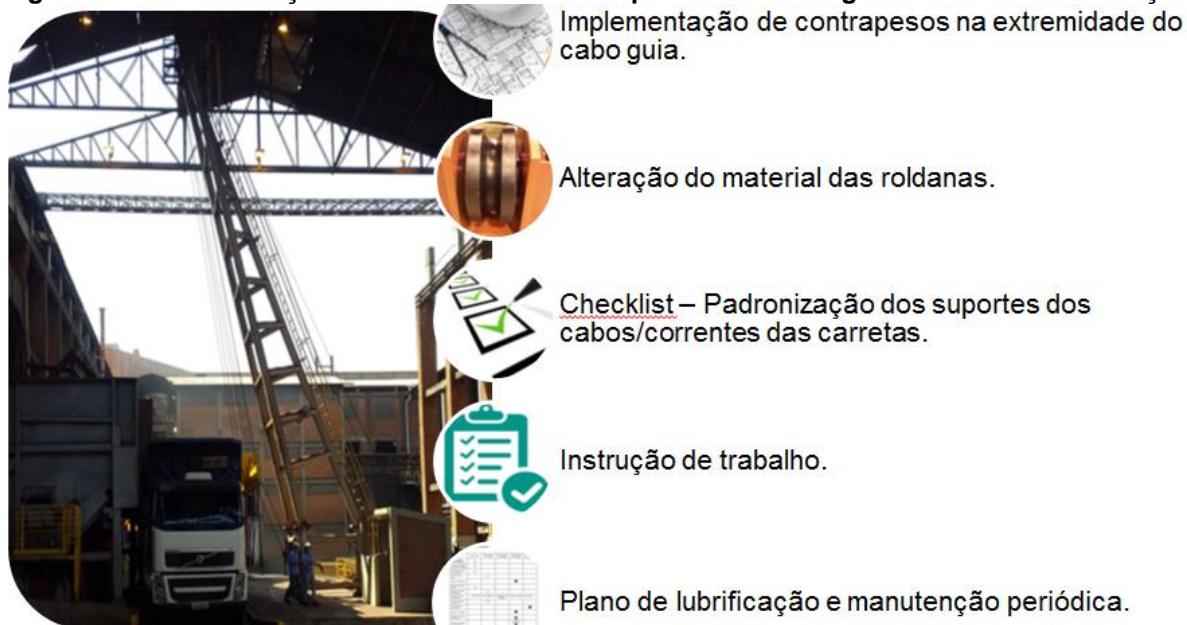 Implementação de contrapesos na extremidade do
cabo guia.
Alteração do material das roldanas.
Checklist – Padronização dos suportes dos
cabos/correntes das carretas.
Instrução de trabalho.
Plano de lubrificação e manutenção periódica.